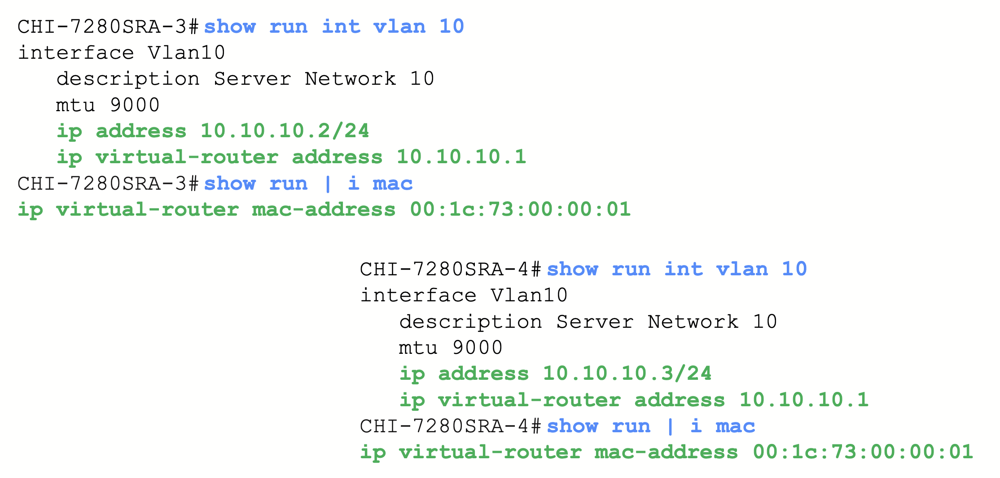 CHI-7280SRA-3# show run int vlan 10
interface Vlan10
description Server Network 10
mtu 9000
ip address 10.10.10.2/24
ip virtual-router address 10.10.10.1
CHI-7280SRA-3# show run | i mac
ip virtual-router mac-address 00:1c:73:00:00:01
CHI-7280SRA-4# show run int vlan 10
interface Vlan10
description Server Network 10
mtu 9000
ip address 10.10.10.3/24
ip virtual-router address 10.10.10.1
CHI-7280SRA-4# show run | i mac
ip virtual-router mac-address 00:1c:73:00:00:01